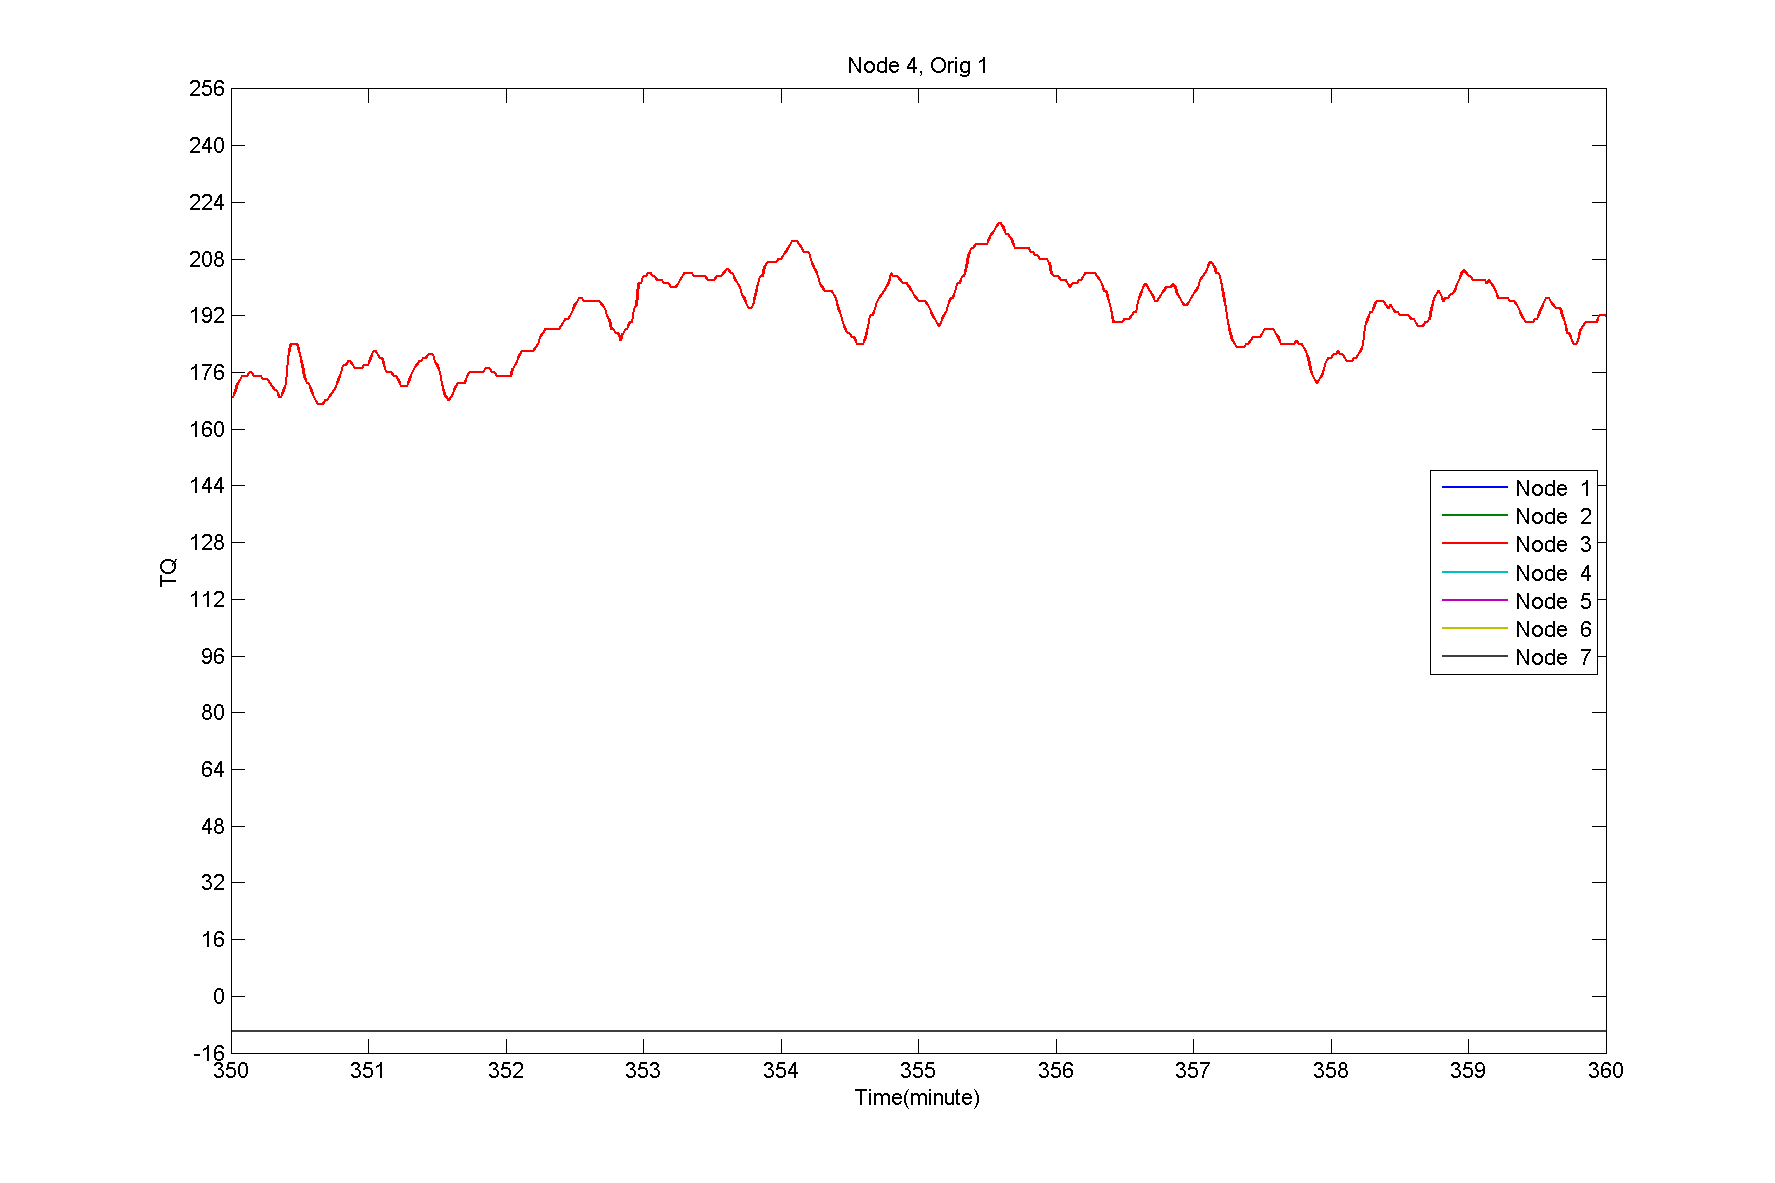 Node 4, Orig 1
256
240
224
208
192
176
160
144
128
112
96
80
64
48
32
16
0
-16
TQ
Node 1
Node 2
Node 3
Node 4
Node 5
Node 6
Node 7
350 351 352 353 354 355 356 357 358 359 360
Time(minute)